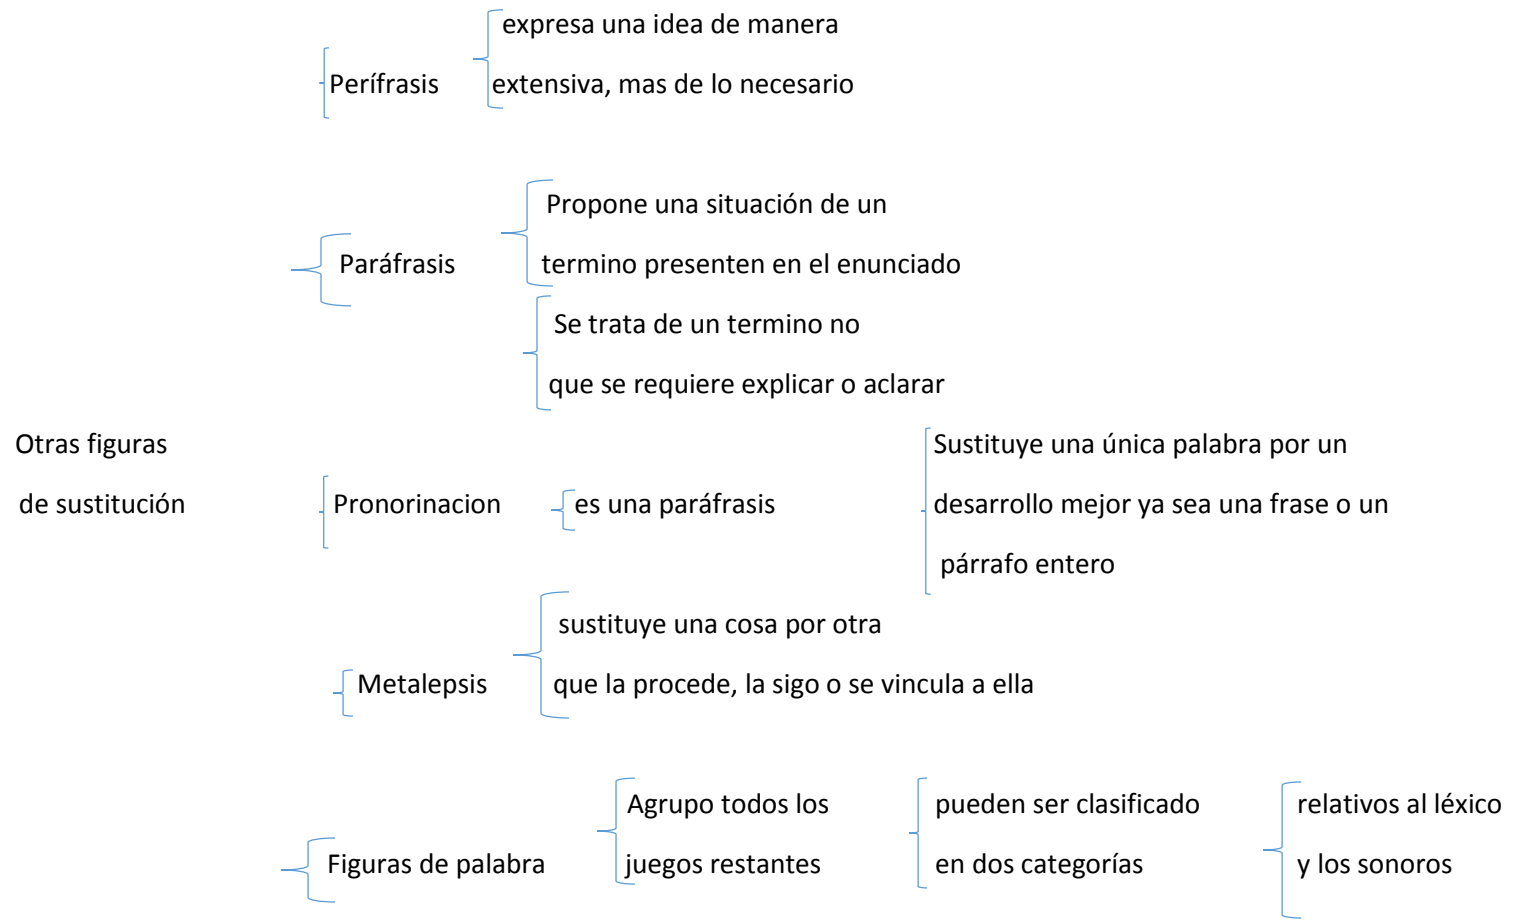 expresa una idea de manera
Perífrasis
extensiva, mas de lo necesario
Propone una situación de un
Paráfrasis
termino presenten en el enunciado
Se trata de un termino no
que se requiere explicar o aclarar
Otras figuras
de sustitución
Pronorinacion
es una paráfrasis
Sustituye una única palabra por un
desarrollo mejor ya sea una frase o un
párrafo entero
sustituye una cosa por otra
Metalepsis
que la procede, la sigo o se vincula a ella
Figuras de palabra
Agrupo todos los
juegos restantes
pueden ser clasificado
en dos categorías
relativos al léxico
y los sonoros